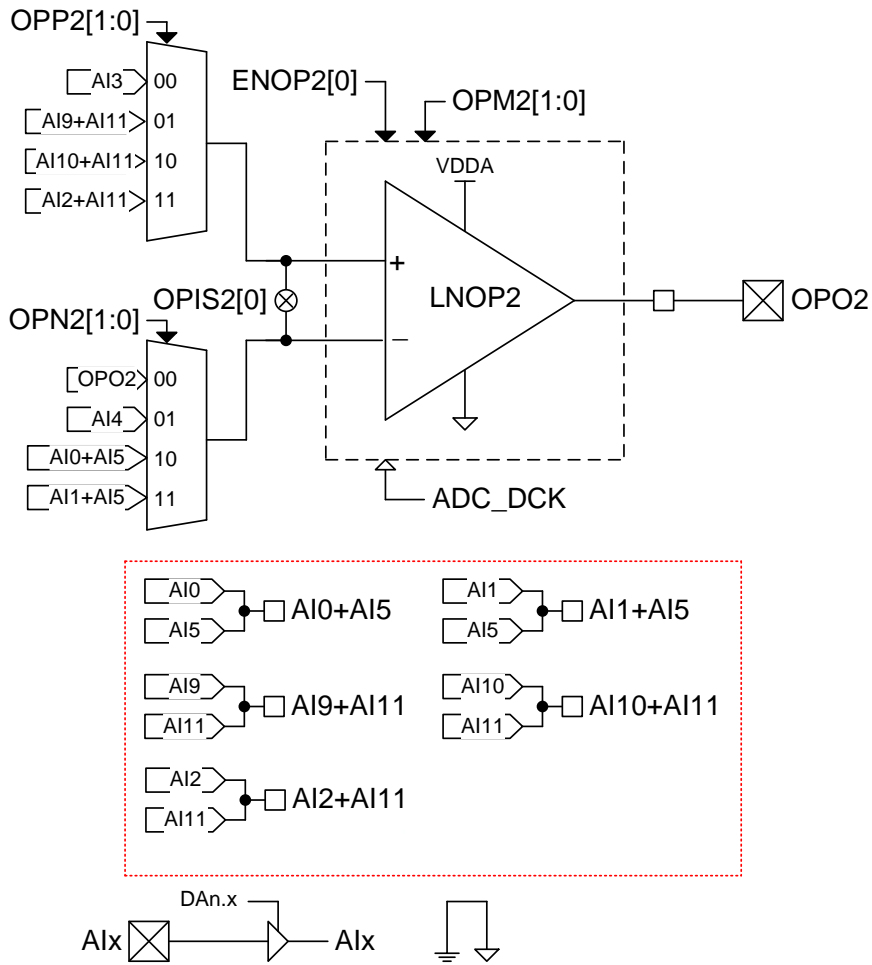 OPP2[1:0]
AI3 00
AI9+AI11 01
AI10+AI11 10
AI2+AI11 11
ENOP2[0]
OPM2[1:0]
VDDA
+
LNOP2
−
OPO2
OPIS2[0]
OPN2[1:0]
OPO2 00
AI4 01
AI0+AI5 10
AI1+AI5 11
ADC_DCK
AI0
AI5
AI0+AI5
AI1
AI5
AI1+AI5
AI9
AI11
AI9+AI11
AI10
AI11
AI10+AI11
AI2
AI11
AI2+AI11
DAn.x
AIx
AIx